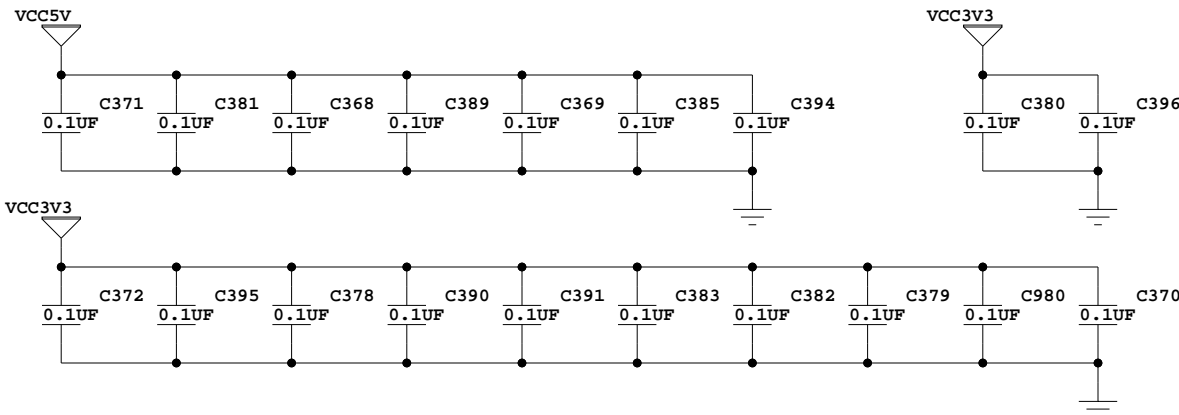 VCC5V VCC3V3
C371 C381 C368 C389 C369 C385 C394 C380 C396
0.1UF 0.1UF 0.1UF 0.1UF 0.1UF 0.1UF 0.1UF 0.1UF 0.1UF
VCC3V3
C372 C395 C378 C390 C391 C383 C382 C379 C980 C370
0.1UF 0.1UF 0.1UF 0.1UF 0.1UF 0.1UF 0.1UF 0.1UF 0.1UF 0.1UF